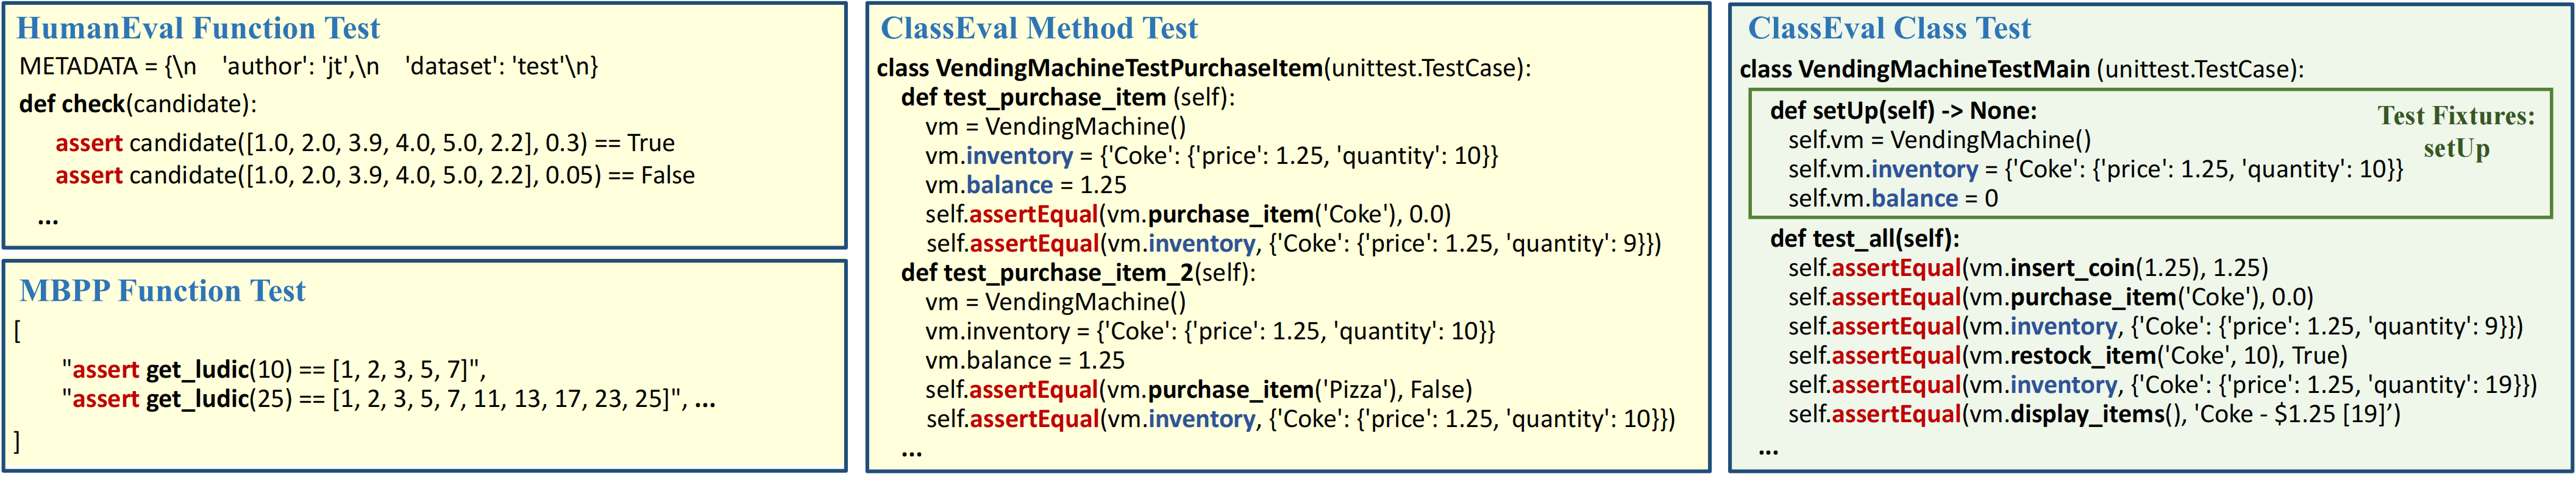 HumanEval Function Test
METADATA = {\n    'author': 'jt',\n    'dataset': 'test'\n}
def check(candidate):
assert candidate([1.0, 2.0, 3.9, 4.0, 5.0, 2.2], 0.3) == True
assert candidate([1.0, 2.0, 3.9, 4.0, 5.0, 2.2], 0.05) == False
...
MBPP Function Test
[
"assert get_ludic(10) == [1, 2, 3, 5, 7]",
"assert get_ludic(25) == [1, 2, 3, 5, 7, 11, 13, 17, 23, 25]", ...
]
ClassEval Method Test
class VendingMachineTestPurchaseItem(unittest.TestCase):
def test_purchase_item (self):
vm = VendingMachine()
vm.inventory = {'Coke': {'price': 1.25, 'quantity': 10}}
vm.balance = 1.25
self.assertEqual(vm.purchase_item('Coke'), 0.0)
self.assertEqual(vm.inventory, {'Coke': {'price': 1.25, 'quantity': 9}})
def test_purchase_item_2(self):
vm = VendingMachine()
vm.inventory = {'Coke': {'price': 1.25, 'quantity': 10}}
vm.balance = 1.25
self.assertEqual(vm.purchase_item('Pizza'), False)
self.assertEqual(vm.inventory, {'Coke': {'price': 1.25, 'quantity': 10}})
...
ClassEval Class Test
class VendingMachineTestMain (unittest.TestCase):
def setUp(self) -> None:
self.vm = VendingMachine()
self.vm.inventory = {'Coke': {'price': 1.25, 'quantity': 10}}
self.vm.balance = 0
Test Fixtures:
setUp
def test_all(self):
self.assertEqual(vm.insert_coin(1.25), 1.25)
self.assertEqual(vm.purchase_item('Coke'), 0.0)
self.assertEqual(vm.inventory, {'Coke': {'price': 1.25, 'quantity': 9}})
self.assertEqual(vm.restock_item('Coke', 10), True)
self.assertEqual(vm.inventory, {'Coke': {'price': 1.25, 'quantity': 19}})
self.assertEqual(vm.display_items(), 'Coke - $1.25 [19]’)
...